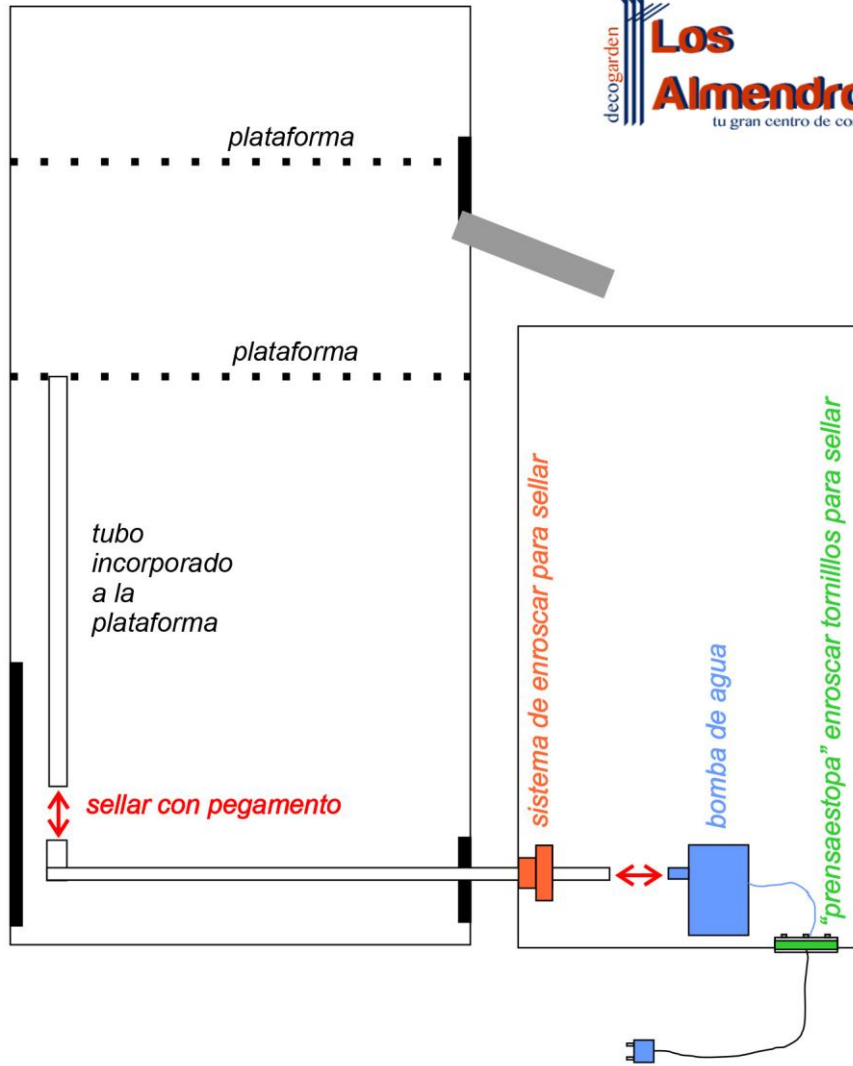 decogarden
Los
Almendro
tu gran centro de co
plataforma
plataforma
tubo
incorporado
a la
plataforma
sellar con pegamento
sistema de enroscar para sellar
bomba de agua
“prensaestopa” enroscar tornilllos para sellar